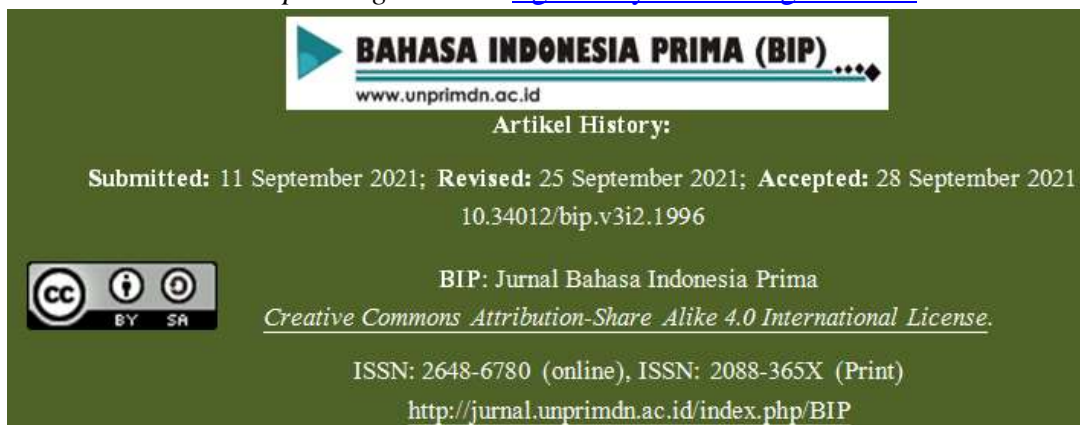 BAHASA INDONESIA PRIMA (BIP)
www.unprimdn.ac.id
Artikel History:
Submitted: 11 September 2021; Revised: 25 September 2021; Accepted: 28 September 2021
10.34012/bip.v3i2.1996
BIP: Jurnal Bahasa Indonesia Prima
cc BY SA
Creative Commons Attribution-Share Alike 4.0 International License.
ISSN: 2648-6780 (online), ISSN: 2088-365X (Print)
http://jurnal.unprimdn.ac.id/index.php/BIP